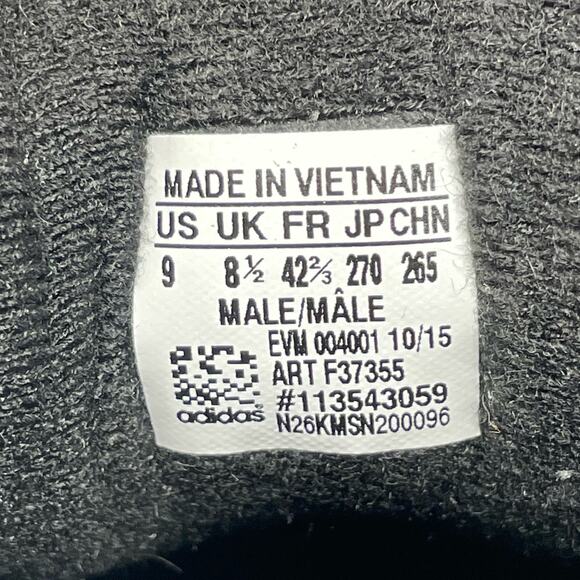 MADE IN VIETNAM
US UK FR JP CHN
9 8½ 42⅔ 270 265
MALE/MÂLE
EVM 004001 10/15
ART F37355
#113543059
adidas
N26KMSN200096